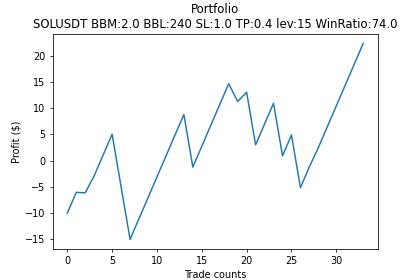 Portfolio
SOLUSDT BBM:2.0 BBL:240 SL:1.0 TP:0.4 lev:15 WinRatio:74.0
20
15
10
5
0
−5
−10
−15
Profit ($)
0 5 10 15 20 25 30
Trade counts